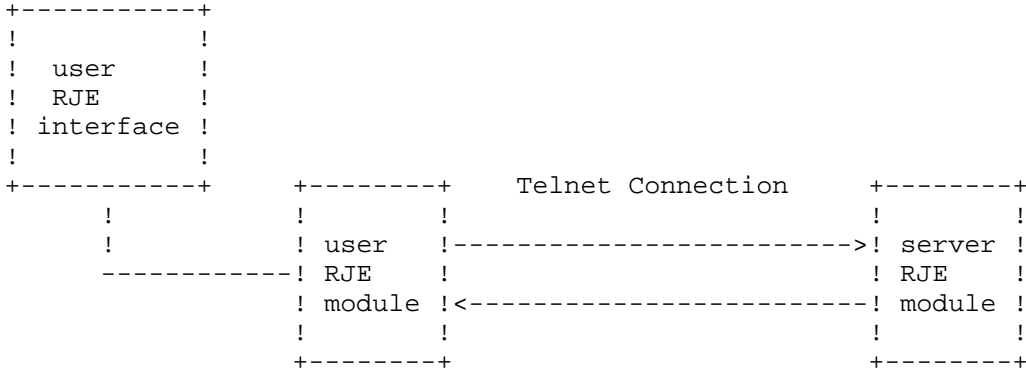 user
RJE
interface
Telnet Connection
user
RJE
module
server
RJE
module